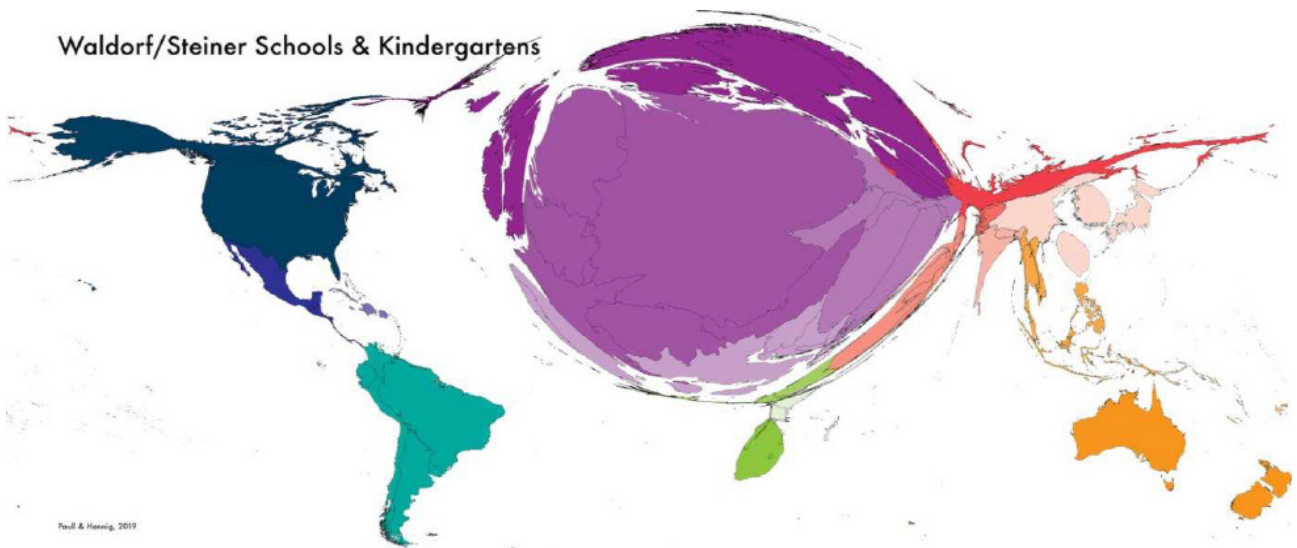 Waldorf/Steiner Schools & Kindergartens
Paull & Hennig, 2019